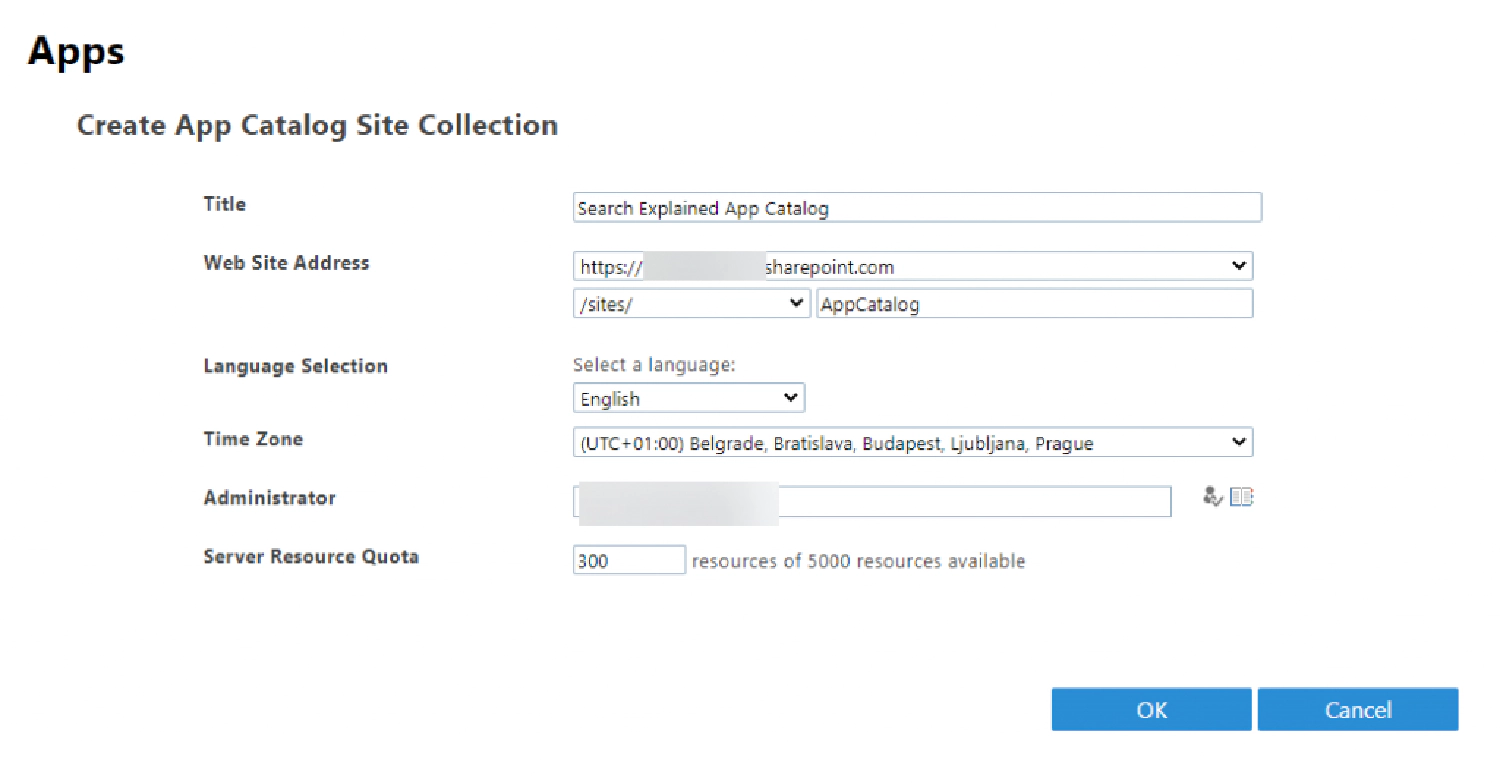 Apps
Create App Catalog Site Collection
Title
Search Explained App Catalog
Web Site Address
https:// sharepoint.com
/sites/ AppCatalog
Language Selection
Select a language:
English
Time Zone
(UTC+01:00) Belgrade, Bratislava, Budapest, Ljubljana, Prague
Administrator
Server Resource Quota
300 resources of 5000 resources available
OK Cancel